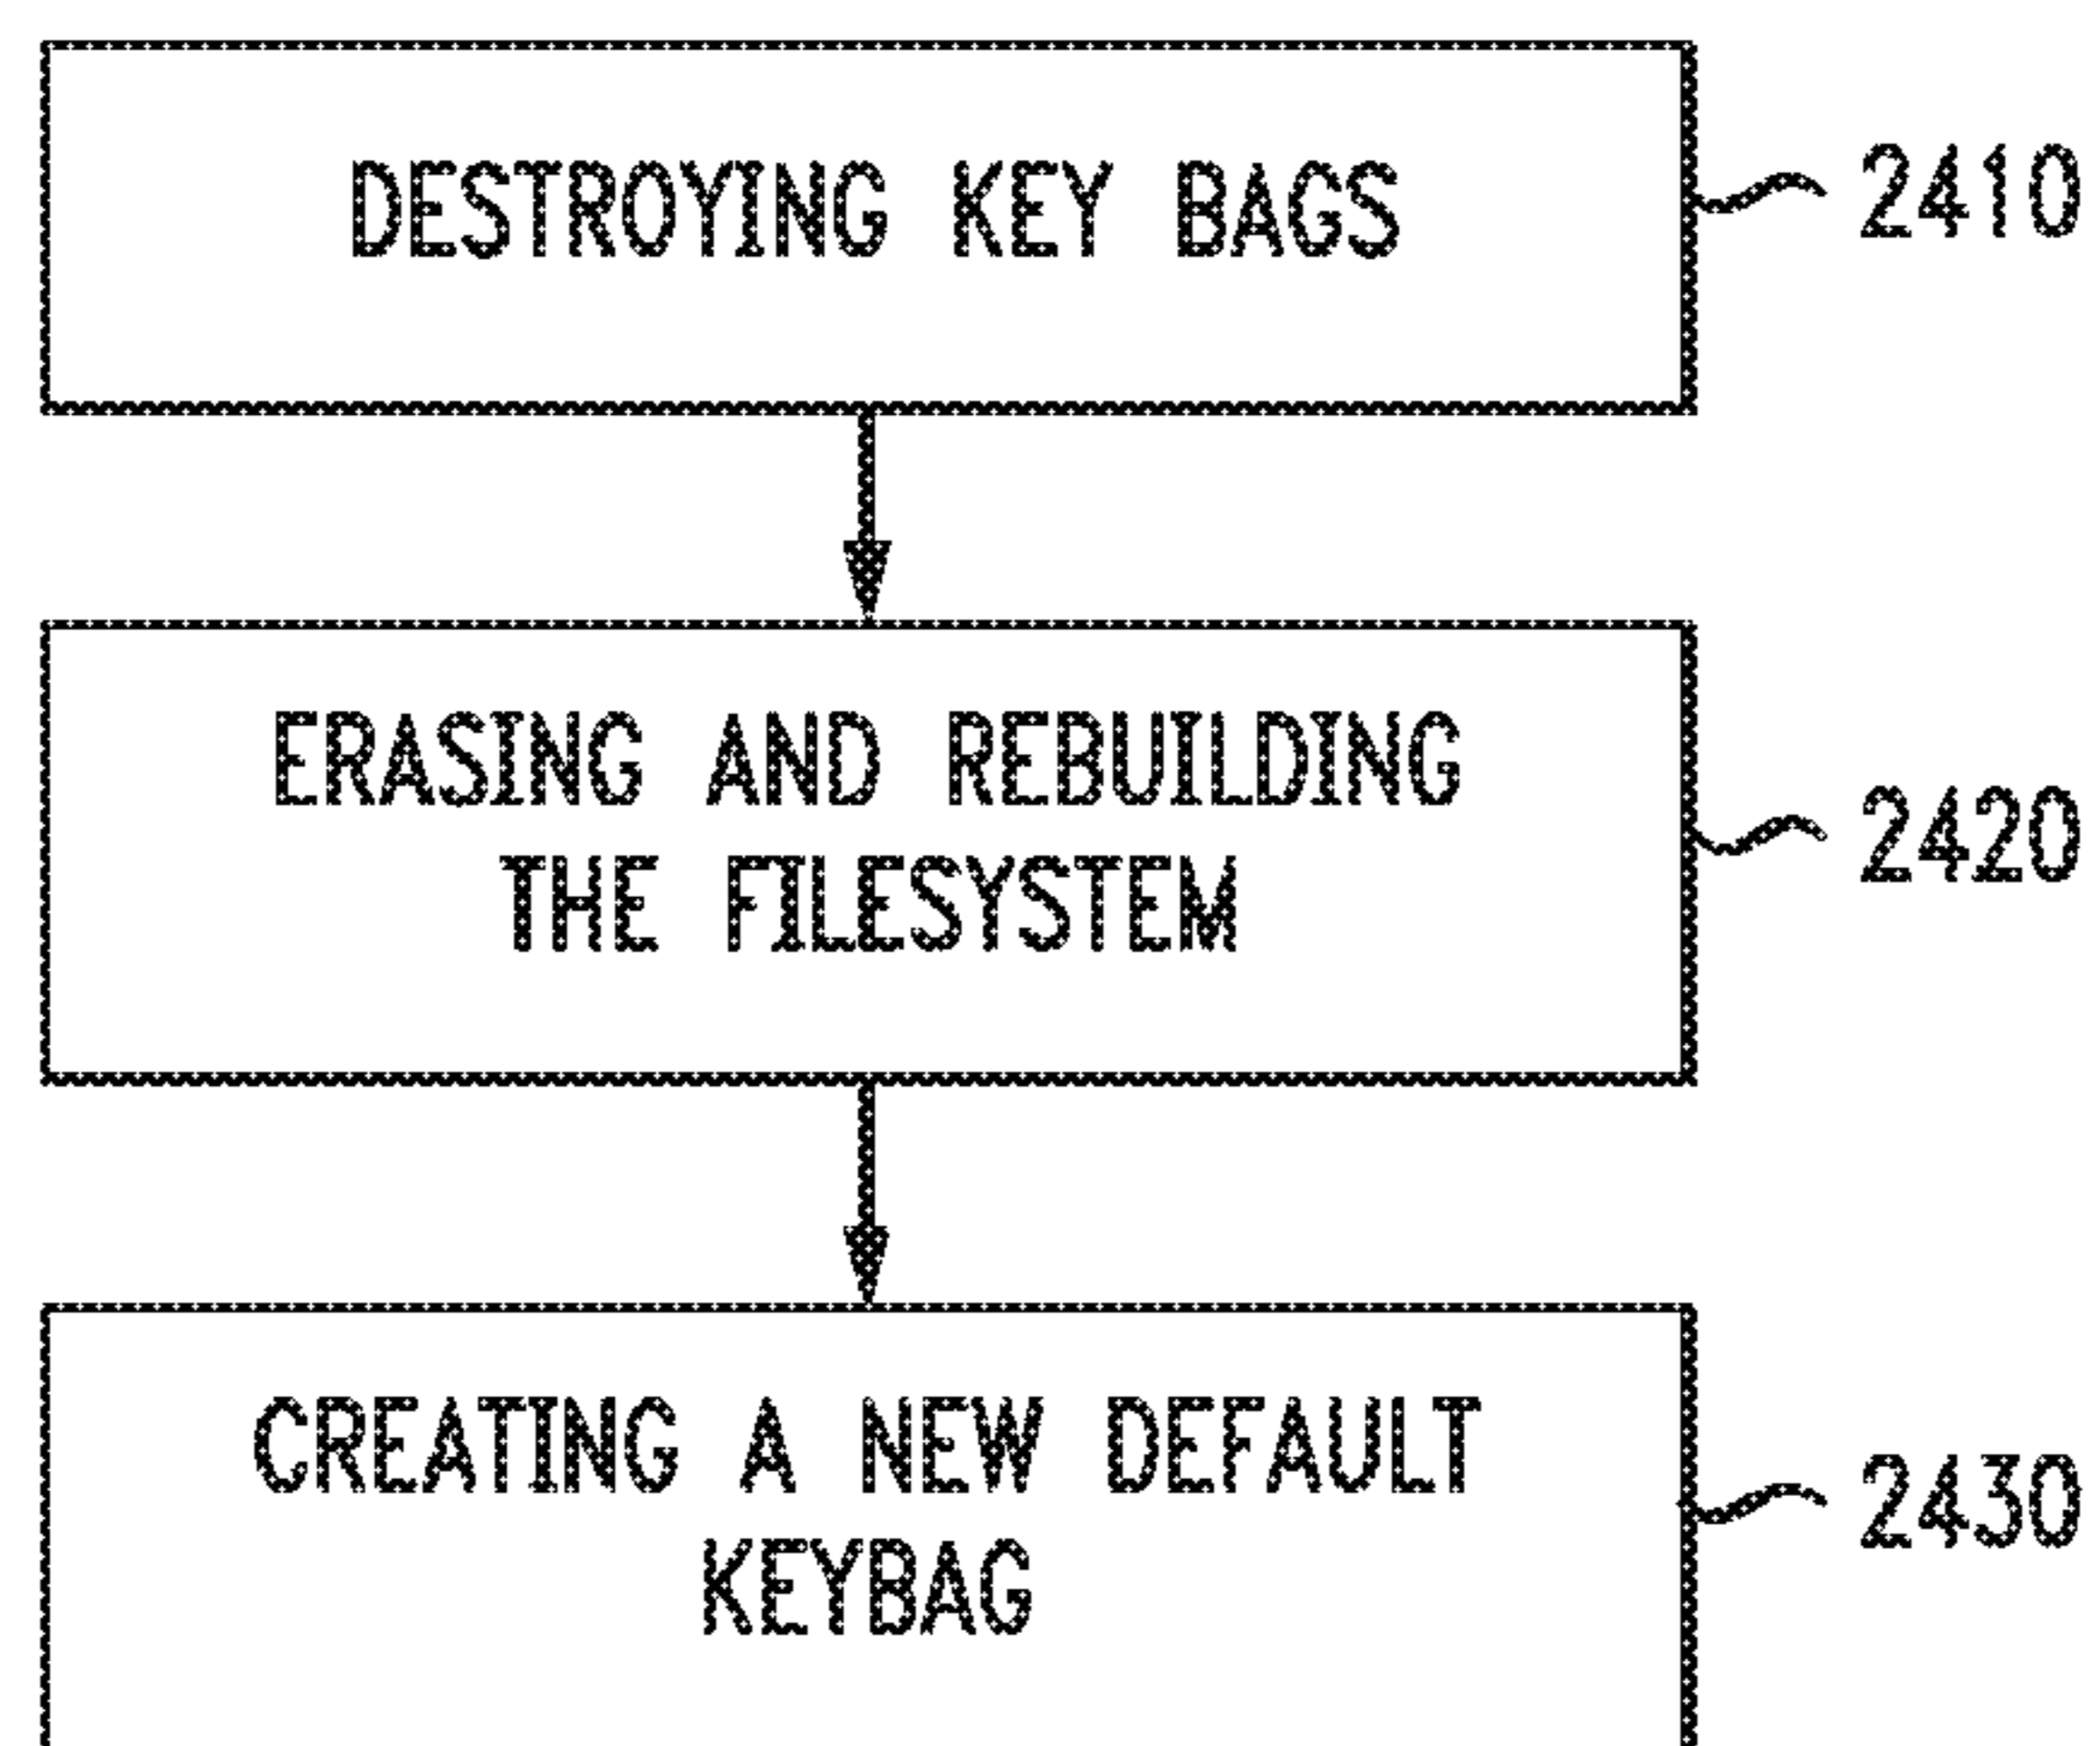 DESTROYING KEY BAGS
2410
ERASING AND REBUILDING
THE FILESYSTEM
2420
CREATING A NEW DEFAULT
KEYBAG
2430